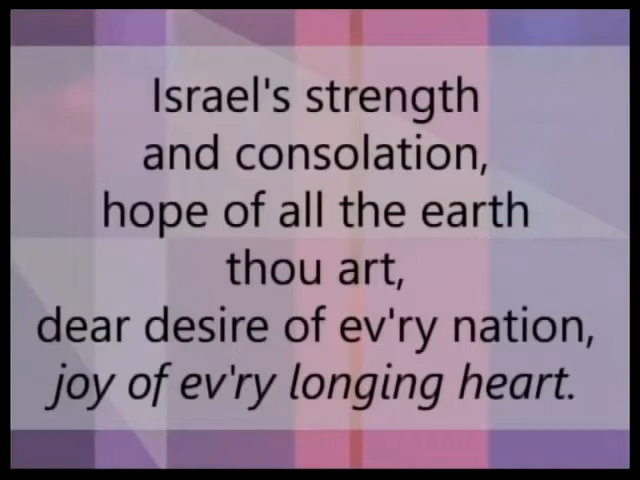 Israel's strength
and consolation,
hope of all the earth
thou art,
dear desire of ev'ry nation,
joy of ev'ry longing heart.